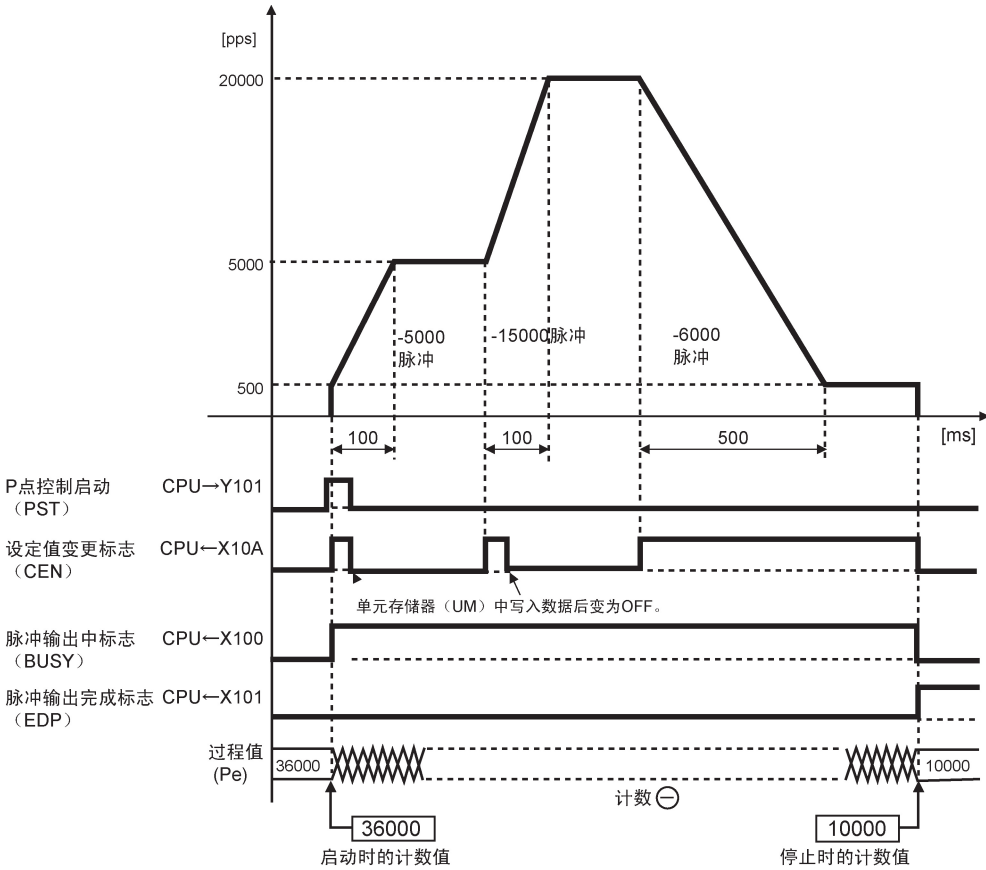 [pps]
20000
5000
500
-5000
脉冲
-15000脉冲
-6000
脉冲
100
100
500
[ms]
P点控制启动
（PST）
CPU→Y101
设定值变更标志
（CEN）
CPU←X10A
单元存储器（UM）中写入数据后变为OFF。
脉冲输出中标志
（BUSY）
CPU←X100
脉冲输出完成标志
（EDP）
CPU←X101
过程值
(Pe)
36000
10000
计数㊀
36000
启动时的计数值
10000
停止时的计数值